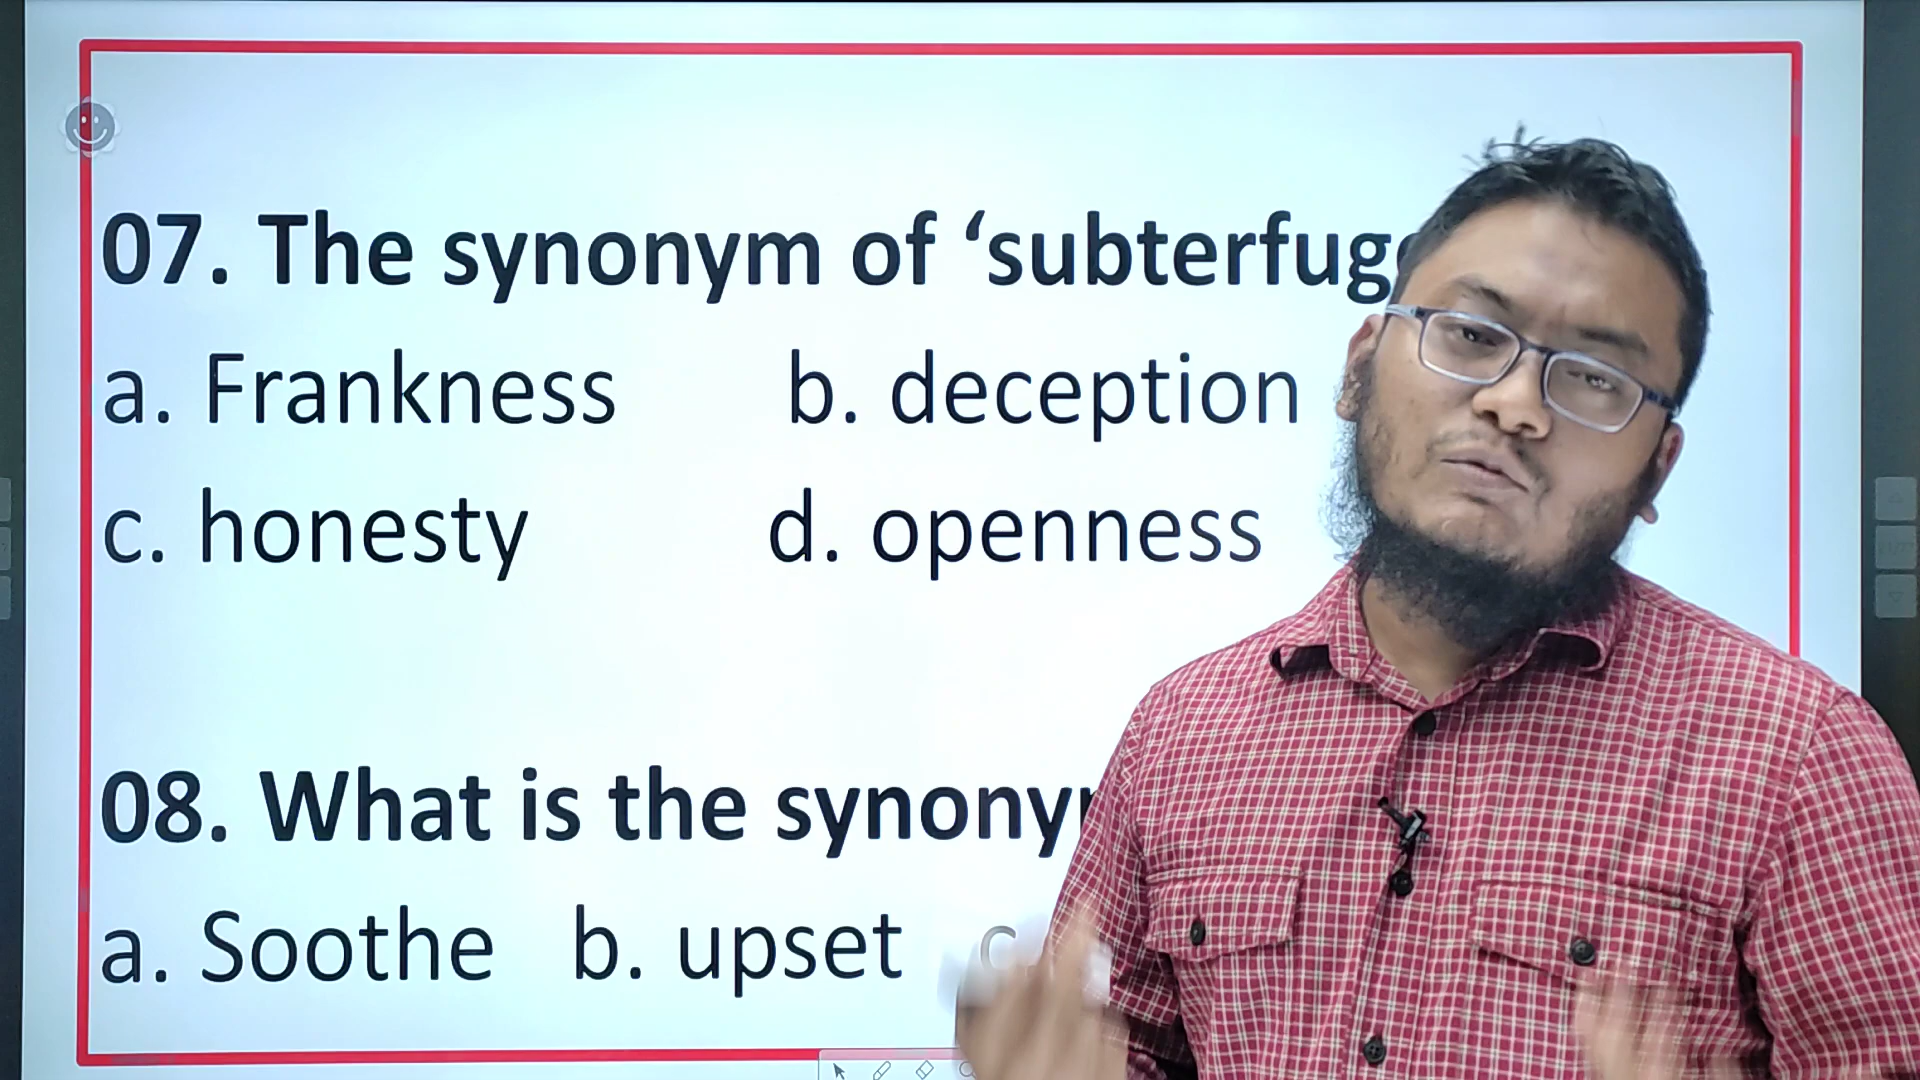 07. The synonym of ‘subterfug
a. Frankness b. deception
c. honesty d. openness
08. What is the synony
a. Soothe b. upset c